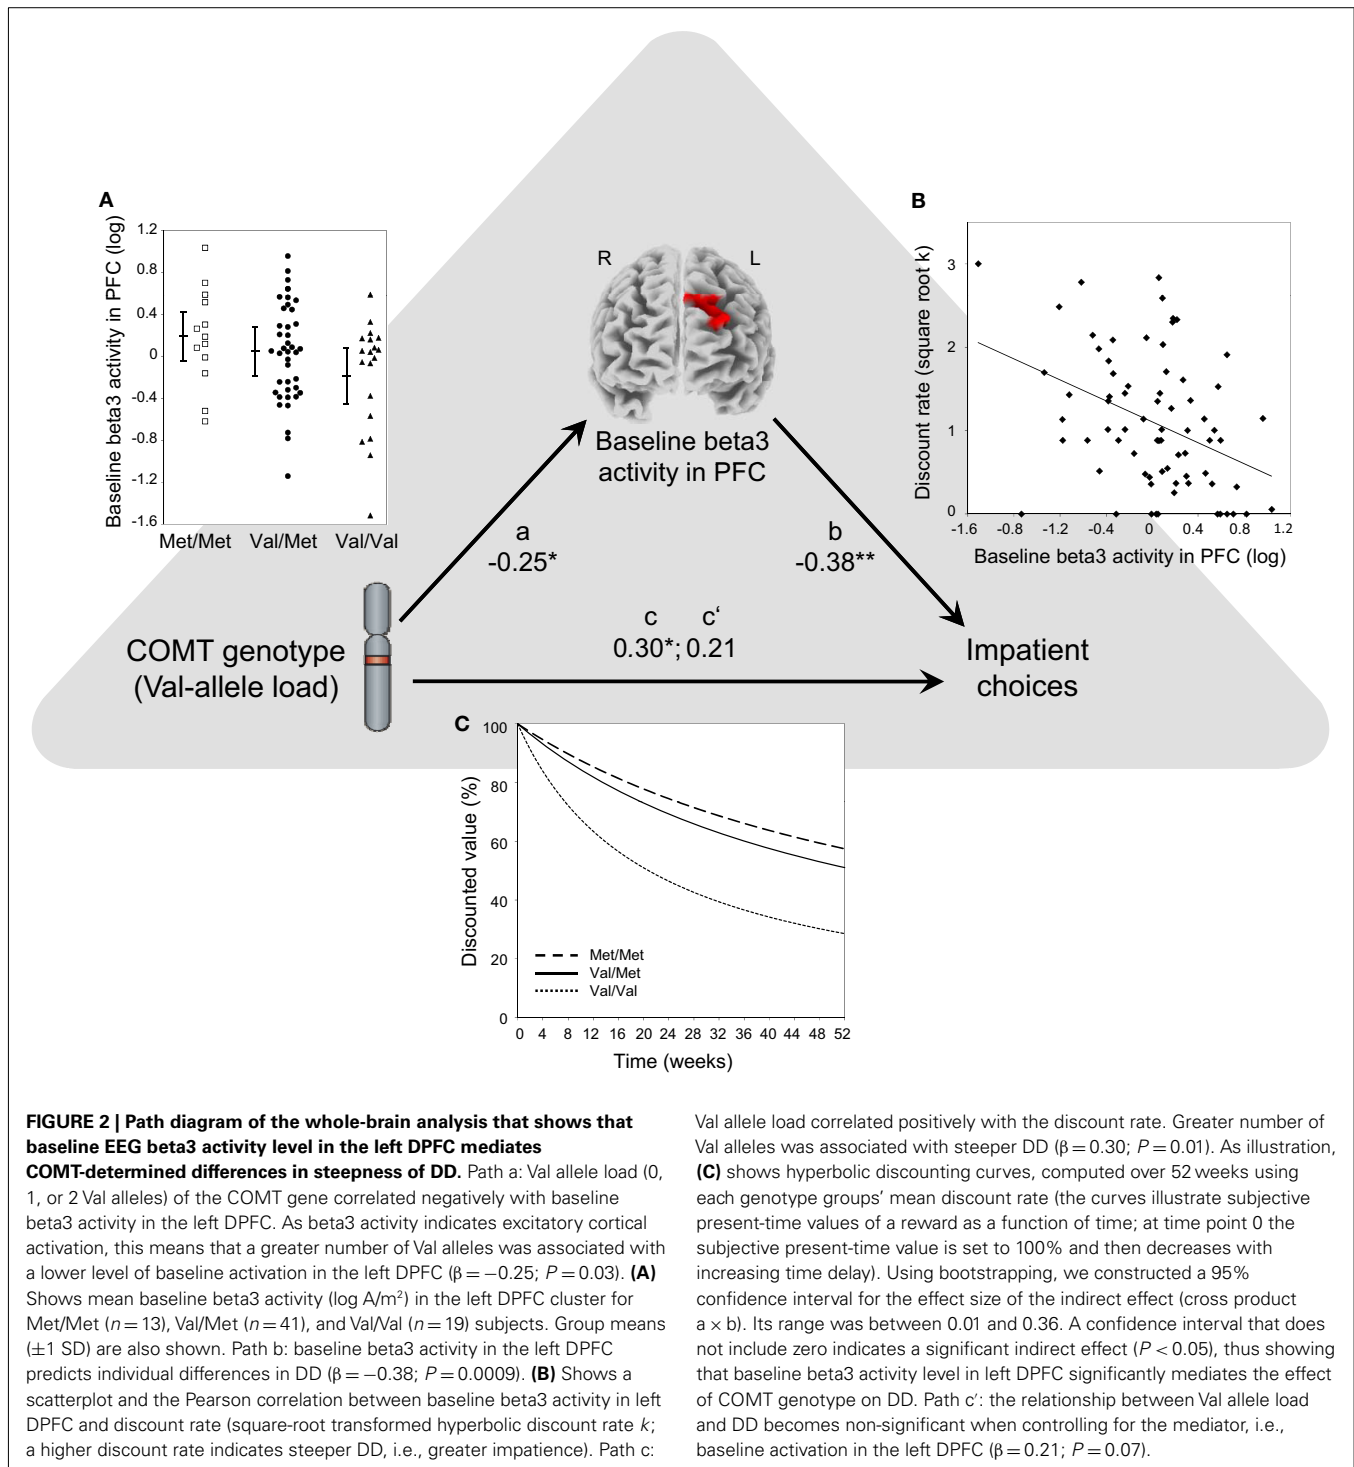 A
Baseline beta3 activity in PFC (log)
1.2
0.8
0.4
0
-0.4
-0.8
-1.2
-1.6
Met/Met Val/Met Val/Val
R L
Baseline beta3
activity in PFC
B
Discount rate (square root k)
3
2
1
0
-1.6 -0.8 -0.4 0 0.4 0.8 1.2
Baseline beta3 activity in PFC (log)
a
-0.25*
b
-0.38**
c c‘
0.30*; 0.21
COMT genotype
(Val-allele load)
Impatient
choices
C
Discounted value (%)
100
80
60
40
20
0
Met/Met
Val/Met
Val/Val
0 4 8 12 16 20 24 28 32 36 40 44 48 52
Time (weeks)
FIGURE 2 | Path diagram of the whole-brain analysis that shows that
baseline EEG beta3 activity level in the left DPFC mediates
COMT-determined differences in steepness of DD. Path a: Val allele load (0,
1, or 2 Val alleles) of the COMT gene correlated negatively with baseline
beta3 activity in the left DPFC. As beta3 activity indicates excitatory cortical
activation, this means that a greater number of Val alleles was associated with
a lower level of baseline activation in the left DPFC (β = −0.25; P = 0.03). (A)
Shows mean baseline beta3 activity (log A/m²) in the left DPFC cluster for
Met/Met (n = 13), Val/Met (n = 41), and Val/Val (n = 19) subjects. Group means
(±1 SD) are also shown. Path b: baseline beta3 activity in the left DPFC
predicts individual differences in DD (β = −0.38; P = 0.0009). (B) Shows a
scatterplot and the Pearson correlation between baseline beta3 activity in left
DPFC and discount rate (square-root transformed hyperbolic discount rate k;
a higher discount rate indicates steeper DD, i.e., greater impatience). Path c:
Val allele load correlated positively with the discount rate. Greater number of
Val alleles was associated with steeper DD (β = 0.30; P = 0.01). As illustration,
(C) shows hyperbolic discounting curves, computed over 52 weeks using
each genotype groups' mean discount rate (the curves illustrate subjective
present-time values of a reward as a function of time; at time point 0 the
subjective present-time value is set to 100% and then decreases with
increasing time delay). Using bootstrapping, we constructed a 95%
confidence interval for the effect size of the indirect effect (cross product
a × b). Its range was between 0.01 and 0.36. A confidence interval that does
not include zero indicates a significant indirect effect (P < 0.05), thus showing
that baseline beta3 activity level in left DPFC significantly mediates the effect
of COMT genotype on DD. Path c′: the relationship between Val allele load
and DD becomes non-significant when controlling for the mediator, i.e.,
baseline activation in the left DPFC (β = 0.21; P = 0.07).